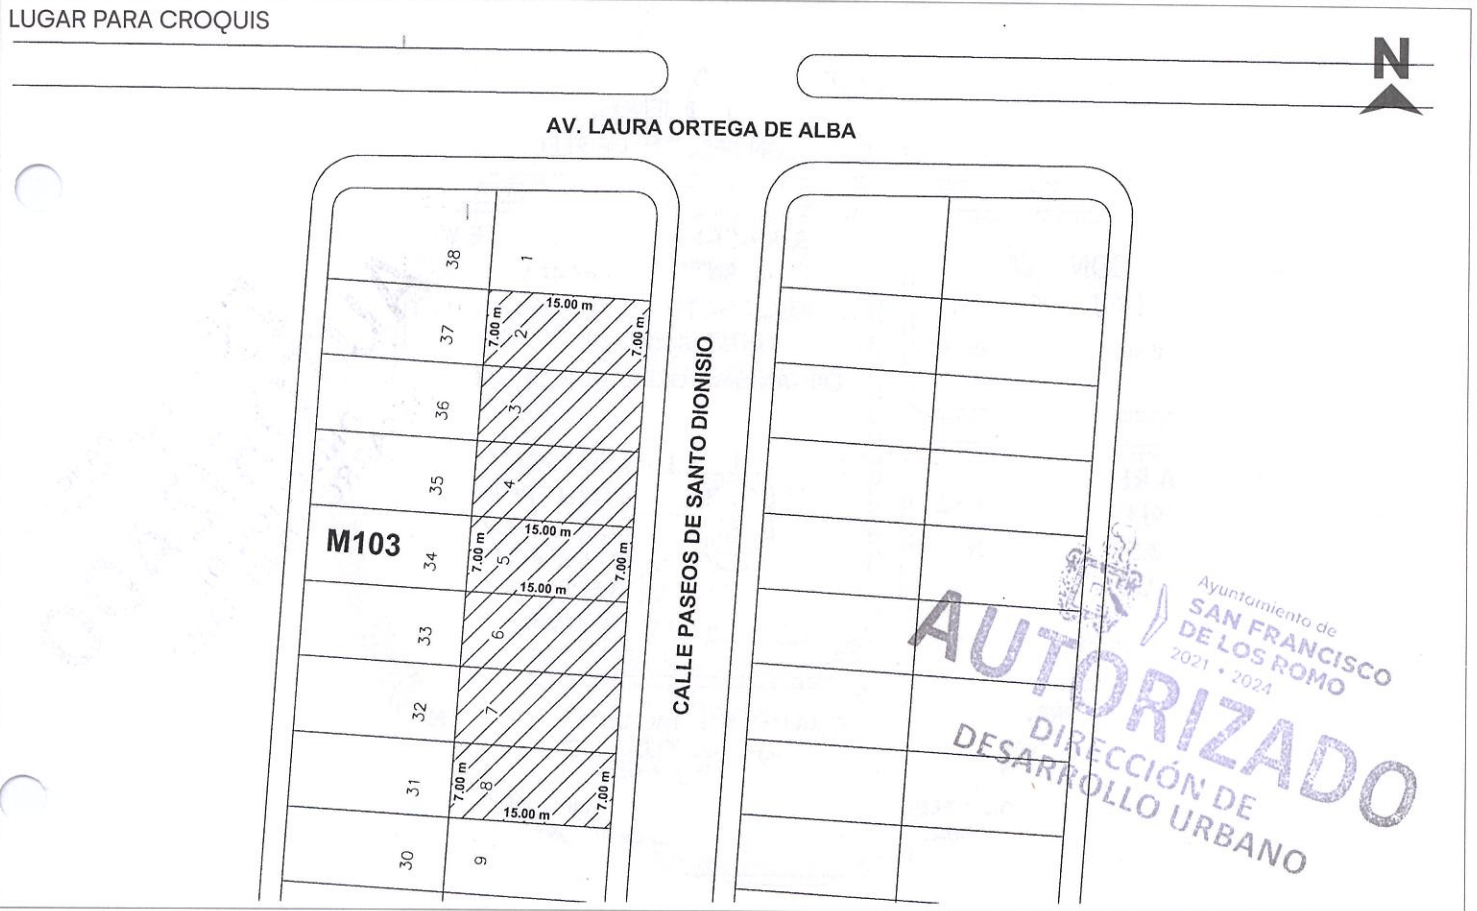 LUGAR PARA CROQUIS
N
AV. LAURA ORTEGA DE ALBA
38
1
15.00 m
37
7.00 m
2
7.00 m
36
3
35
4
15.00 m
M103
34
7.00 m
5
7.00 m
15.00 m
33
6
32
7
31
7.00 m
8
7.00 m
15.00 m
30
9
CALLE PASEOS DE SANTO DIONISIO
Ayuntamiento de
SAN FRANCISCO
DE LOS ROMO
2021 • 2024
AUTORIZADO
DIRECCIÓN DE
DESARROLLO URBANO